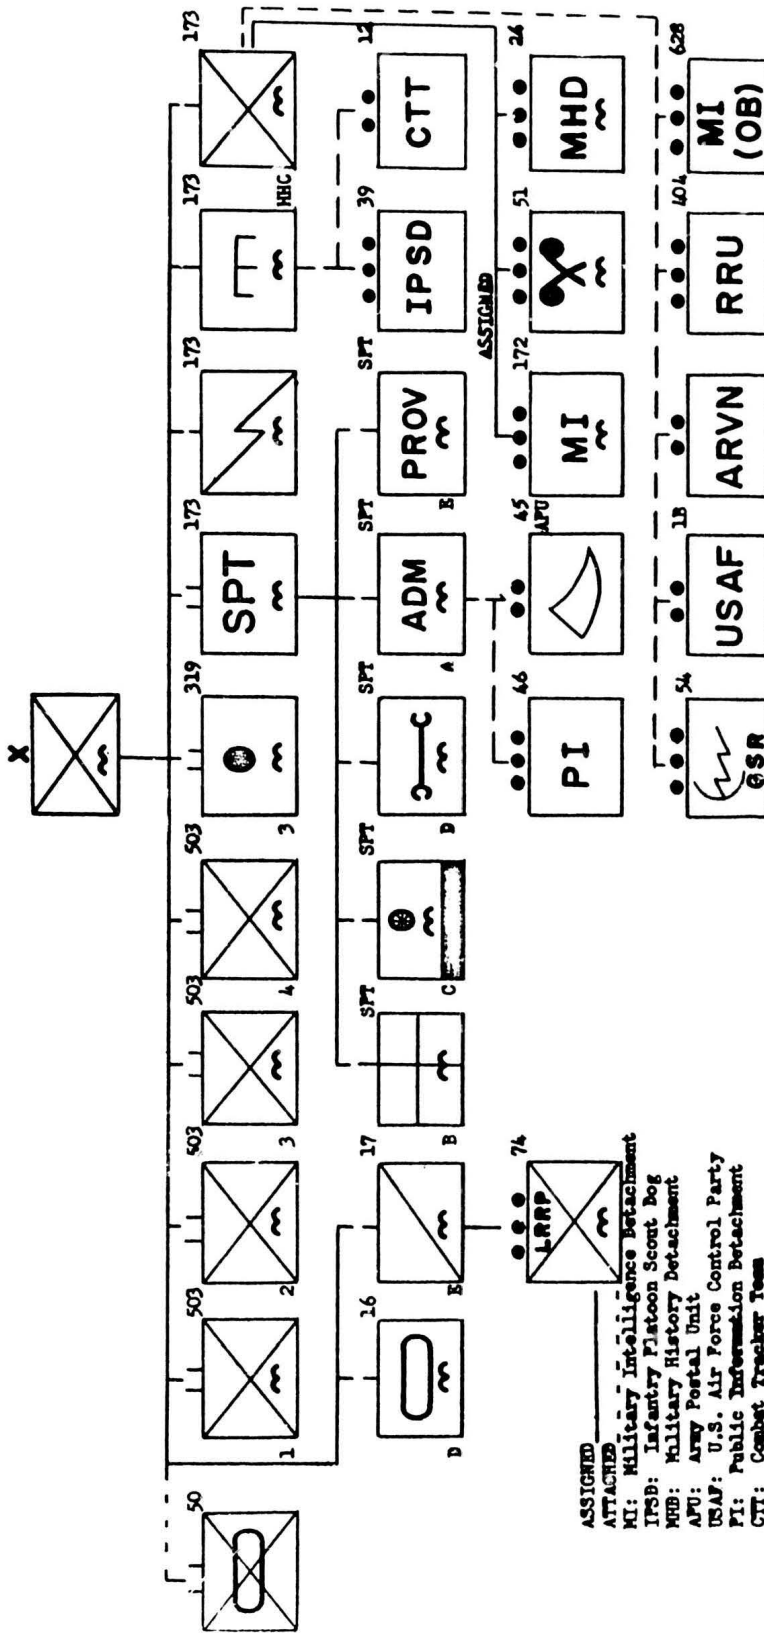 X
50
503
503
503
503
319
173
173
173
173
SPT
1
2
3
4
3
HHC
16
17
SPT
SPT
SPT
SPT
SPT
39
12
ADM
PROV
IPSD
CTT
D
E
B
C
D
A
E
ASSIGNED
74
46
45
172
51
26
LRRP
PI
APU
MI
MHD
54
1B
404
628
GSR
USAF
ARVN
RRU
MI
(OB)
ASSIGNED
ATTACHED
MI: Military Intelligence Detachment
IPSD: Infantry Platoon Scout Dog
MHD: Military History Detachment
APU: Army Postal Unit
USAF: U.S. Air Force Control Party
PI: Public Information Detachment
CTT: Combat Tracker Team